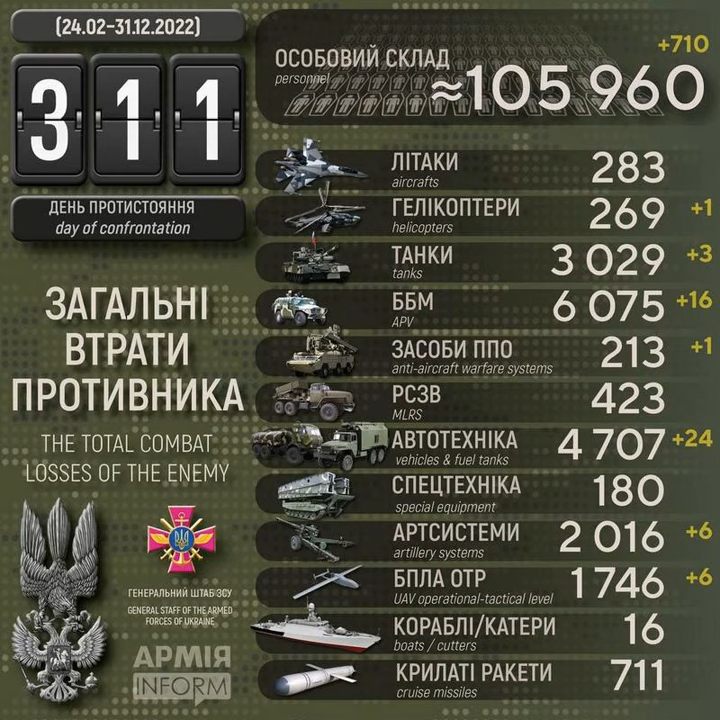 (24.02–31.12.2022)
311
ДЕНЬ ПРОТИСТОЯННЯ
day of confrontation
ЗАГАЛЬНІ
ВТРАТИ
ПРОТИВНИКА
THE TOTAL COMBAT
LOSSES OF THE ENEMY
ГЕНЕРАЛЬНИЙ ШТАБ ЗСУ
GENERAL STAFF OF THE ARMED
FORCES OF UKRAINE
АРМІЯ
INFORM
ОСОБОВИЙ СКЛАД
personnel
≈105 960 +710
ЛІТАКИ 283
aircrafts
ГЕЛІКОПТЕРИ 269 +1
helicopters
ТАНКИ 3 029 +3
tanks
ББМ 6 075 +16
APV
ЗАСОБИ ППО 213 +1
anti-aircraft warfare systems
РСЗВ 423
MLRS
АВТОТЕХНІКА 4 707 +24
vehicles & fuel tanks
СПЕЦТЕХНІКА 180
special equipment
АРТСИСТЕМИ 2 016 +6
artillery systems
БПЛА ОТР 1 746 +6
UAV operational-tactical level
КОРАБЛІ/КАТЕРИ 16
boats / cutters
КРИЛАТІ РАКЕТИ 711
cruise missiles